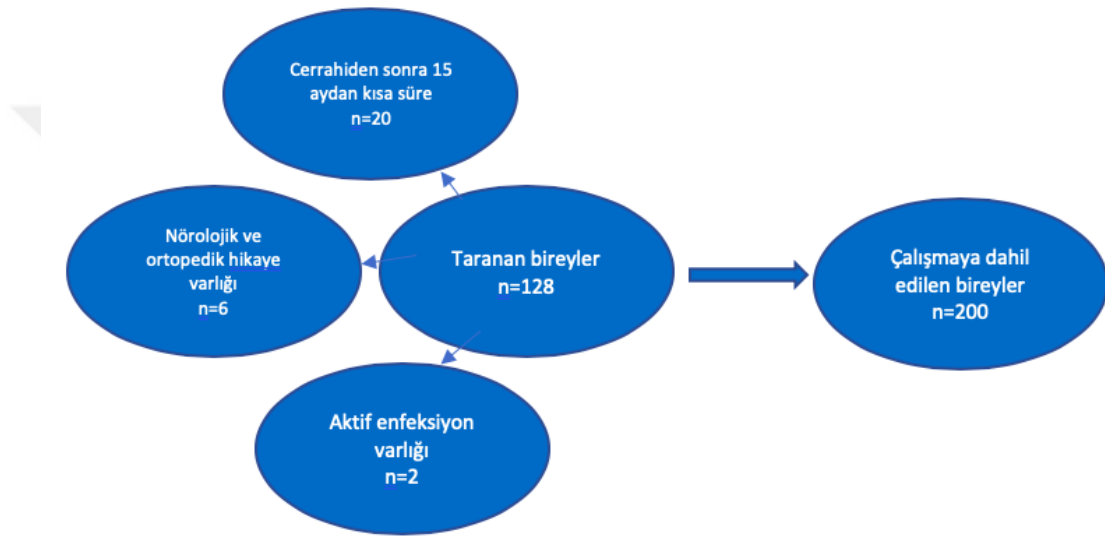 Cerrahiden sonra 15
aydan kısa süre
n=20
Nörolojik ve
ortopedik hikaye
varlığı
n=6
Taranan bireyler
n=128
Çalışmaya dahil
edilen bireyler
n=200
Aktif enfeksiyon
varlığı
n=2